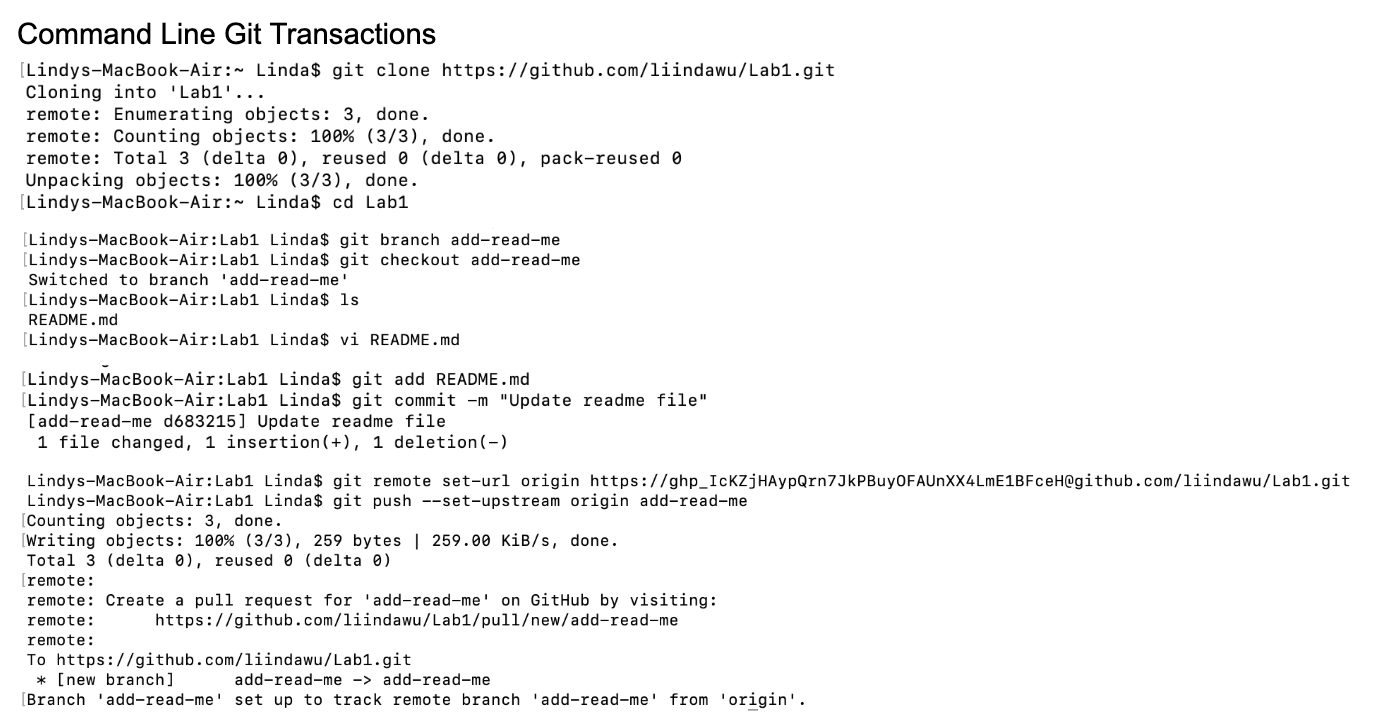 Command Line Git Transactions
[Lindys-MacBook-Air:~ Linda$ git clone https://github.com/liindawu/Lab1.git
Cloning into 'Lab1'...
remote: Enumerating objects: 3, done.
remote: Counting objects: 100% (3/3), done.
remote: Total 3 (delta 0), reused 0 (delta 0), pack-reused 0
Unpacking objects: 100% (3/3), done.
[Lindys-MacBook-Air:~ Linda$ cd Lab1
[Lindys-MacBook-Air:Lab1 Linda$ git branch add-read-me
[Lindys-MacBook-Air:Lab1 Linda$ git checkout add-read-me
Switched to branch 'add-read-me'
[Lindys-MacBook-Air:Lab1 Linda$ ls
README.md
[Lindys-MacBook-Air:Lab1 Linda$ vi README.md
[Lindys-MacBook-Air:Lab1 Linda$ git add README.md
[Lindys-MacBook-Air:Lab1 Linda$ git commit -m "Update readme file"
[add-read-me d683215] Update readme file
1 file changed, 1 insertion(+), 1 deletion(-)
Lindys-MacBook-Air:Lab1 Linda$ git remote set-url origin https://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@github.com/liindawu/Lab1.git
Lindys-MacBook-Air:Lab1 Linda$ git push --set-upstream origin add-read-me
[Counting objects: 3, done.
[Writing objects: 100% (3/3), 259 bytes | 259.00 KiB/s, done.
Total 3 (delta 0), reused 0 (delta 0)
[remote:
remote: Create a pull request for 'add-read-me' on GitHub by visiting:
remote:      https://github.com/liindawu/Lab1/pull/new/add-read-me
remote:
To https://github.com/liindawu/Lab1.git
* [new branch]      add-read-me -> add-read-me
[Branch 'add-read-me' set up to track remote branch 'add-read-me' from 'origin'.